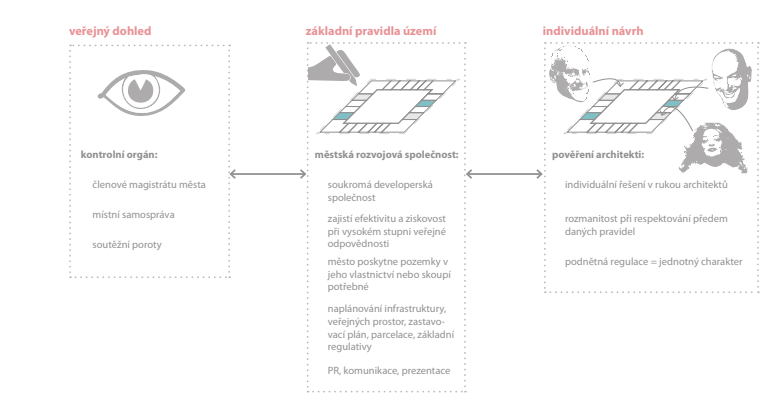 veřejný dohled
kontrolní orgán:
členové magistrátu města
místní samospráva
soutěžní poroty
základní pravidla území
městská rozvojová společnost:
soukromá developerská
společnost
zajistí efektivitu a ziskovost
při vysokém stupni veřejné
odpovědnosti
město poskytne pozemky v
jeho vlastnictví nebo skoupí
potřebné
naplánování infrastruktury,
veřejných prostor, zastavo-
vací plán, parcelace, základní
regulativy
PR, komunikace, prezentace
individuální návrh
pověření architekti:
individuální řešení v rukou architektů
rozmanitost při respektování předem
daných pravidel
podnětná regulace = jednotný charakter